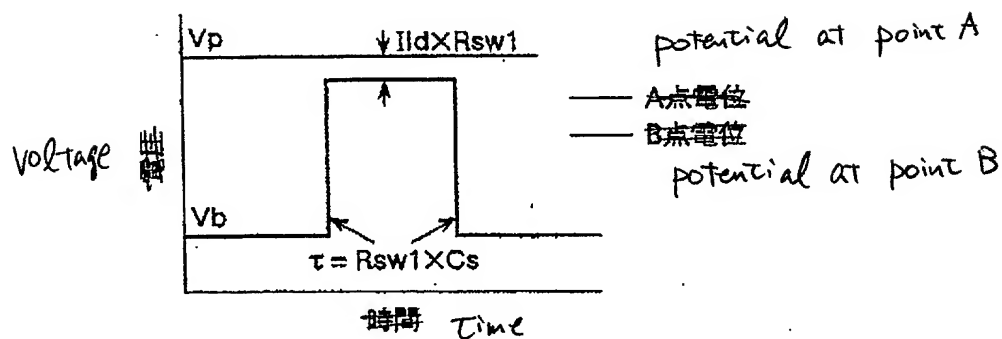 Vp
↓ Ild×Rsw1
potential at point A
A点電位
B点電位
potential at point B
voltage 電圧
Vb
τ = Rsw1×Cs
時間 Time